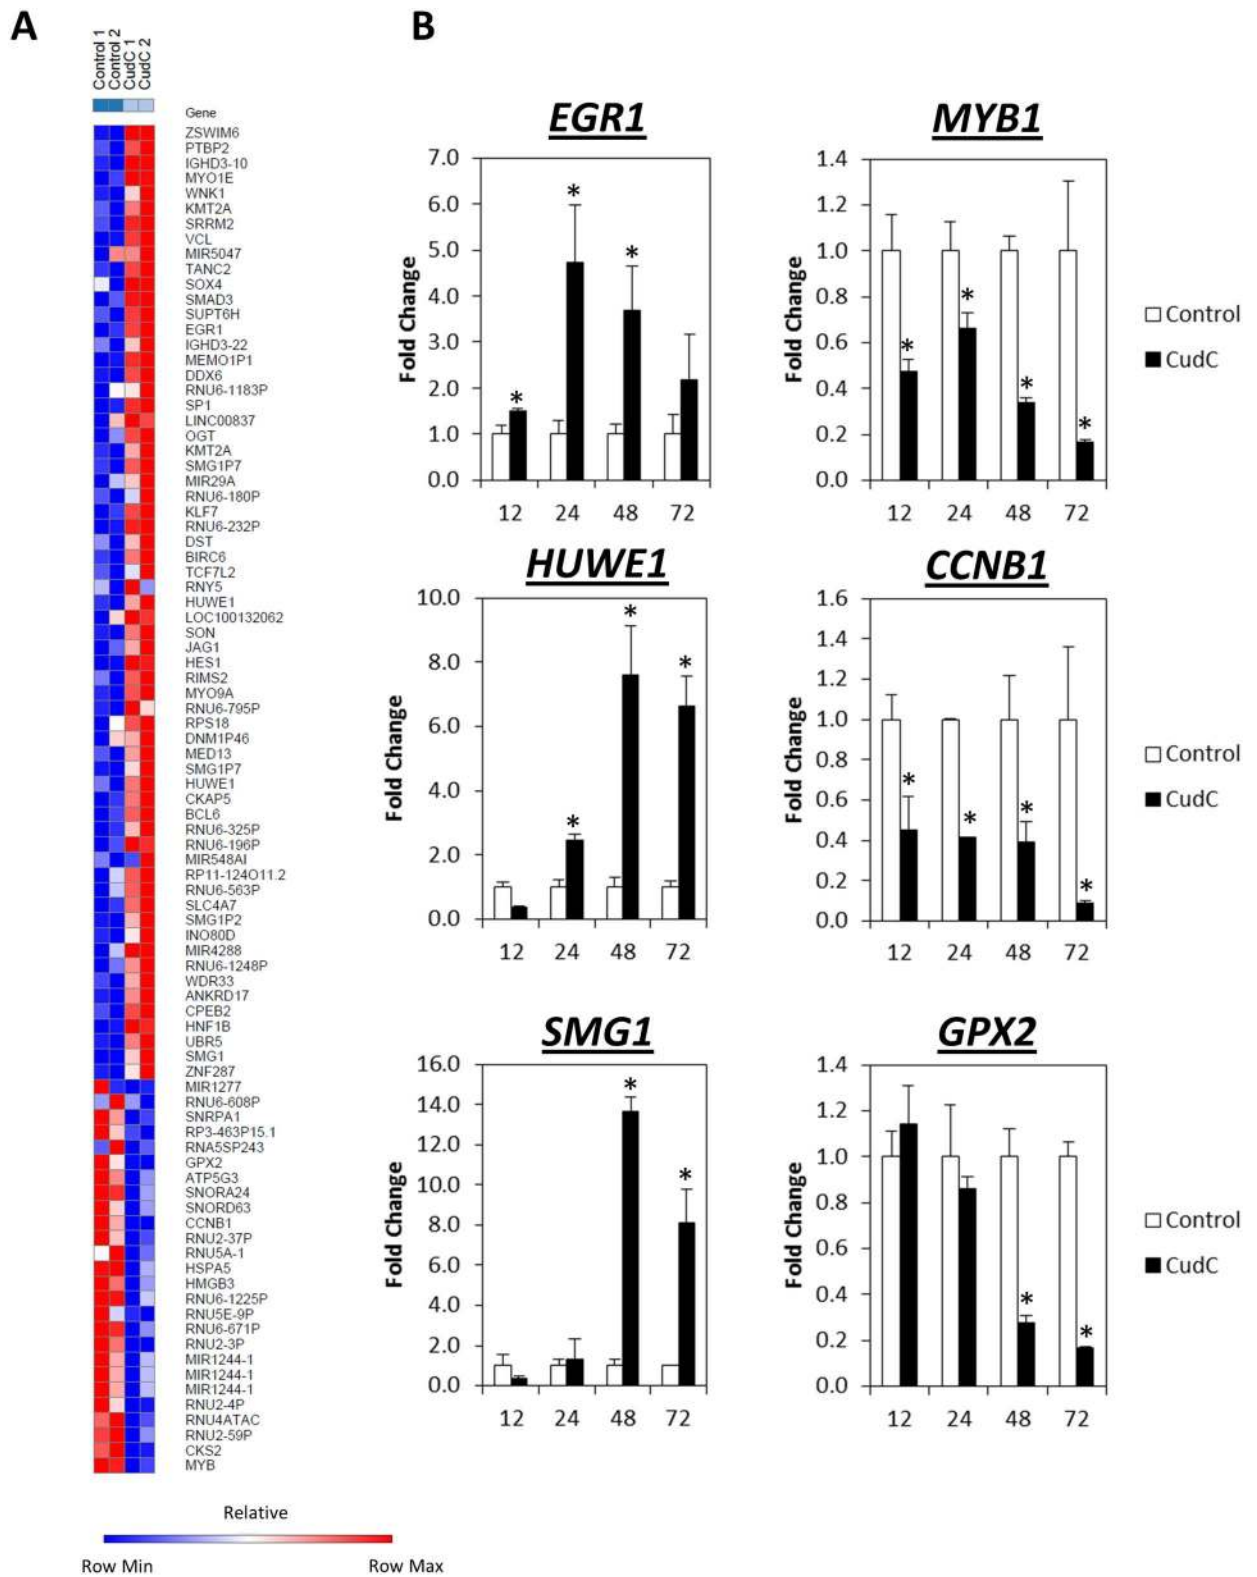 A
Control 1
Control 2
CudC 1
CudC 2
Gene
ZSWIM6
PTBP2
IGHD3-10
MYO1E
WNK1
KMT2A
SRRM2
VCL
MIR5047
TANC2
SOX4
SMAD3
SUPT6H
EGR1
IGHD3-22
MEMO1P1
DDX6
RNU6-1183P
SP1
LINC00837
OGT
KMT2A
SMG1P7
MIR29A
RNU6-180P
KLF7
RNU6-232P
DST
BIRC6
TCF7L2
RNY5
HUWE1
LOC100132062
SON
JAG1
HES1
RIMS2
MYO9A
RNU6-795P
RPS18
DNM1P46
MED13
SMG1P7
HUWE1
CKAP5
BCL6
RNU6-325P
RNU6-196P
MIR548AI
RP11-124O11.2
RNU6-563P
SLC4A7
SMG1P2
INO80D
MIR4288
RNU6-1248P
WDR33
ANKRD17
CPEB2
HNF1B
UBR5
SMG1
ZNF287
MIR1277
RNU6-608P
SNRPA1
RP3-463P15.1
RNA5SP243
GPX2
ATP5G3
SNORA24
SNORD63
CCNB1
RNU2-37P
RNU5A-1
HSPA5
HMGB3
RNU6-1225P
RNU5E-9P
RNU6-671P
RNU2-3P
MIR1244-1
MIR1244-1
MIR1244-1
RNU2-4P
RNU4ATAC
RNU2-59P
CKS2
MYB
Relative
Row Min Row Max
B
EGR1
Fold Change
7.0
6.0
5.0
4.0
3.0
2.0
1.0
0.0
* * *
12 24 48 72
MYB1
Fold Change
1.4
1.2
1.0
0.8
0.6
0.4
0.2
0.0
* * * *
12 24 48 72
Control
CudC
HUWE1
Fold Change
10.0
8.0
6.0
4.0
2.0
0.0
* * *
12 24 48 72
CCNB1
Fold Change
1.6
1.4
1.2
1.0
0.8
0.6
0.4
0.2
0.0
* * * *
12 24 48 72
Control
CudC
SMG1
Fold Change
16.0
14.0
12.0
10.0
8.0
6.0
4.0
2.0
0.0
* *
12 24 48 72
GPX2
Fold Change
1.4
1.2
1.0
0.8
0.6
0.4
0.2
0.0
* *
12 24 48 72
Control
CudC